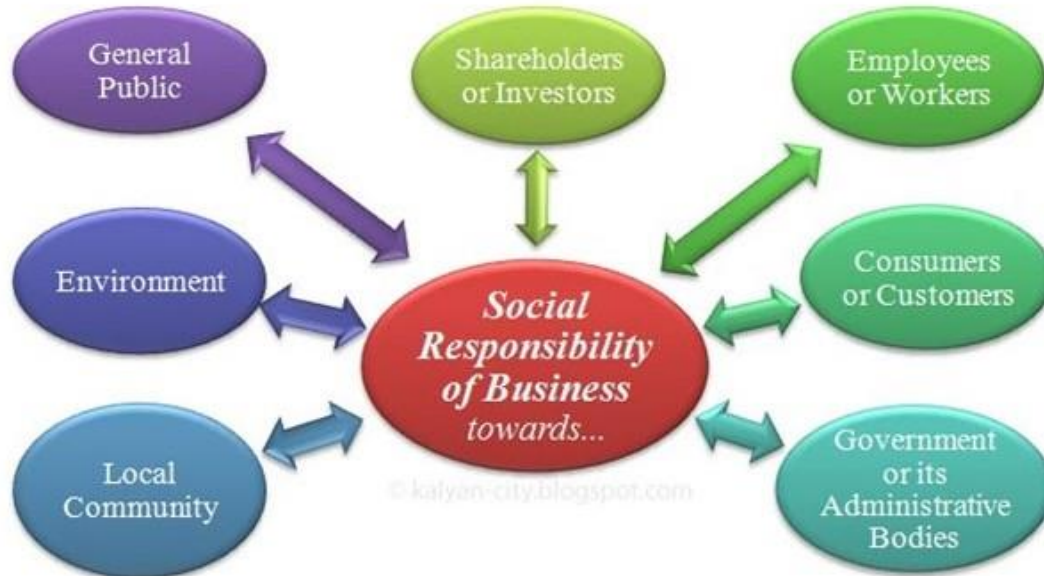 General
Public
Shareholders
or Investors
Employees
or Workers
Environment
Social
Responsibility
of Business
towards...
Consumers
or Customers
Local
Community
Government
or its
Administrative
Bodies
© kalyan-city.blogspot.com